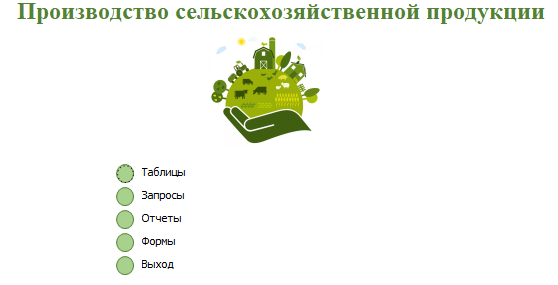 Производство сельскохозяйственной продукции
Таблицы
Запросы
Отчеты
Формы
Выход